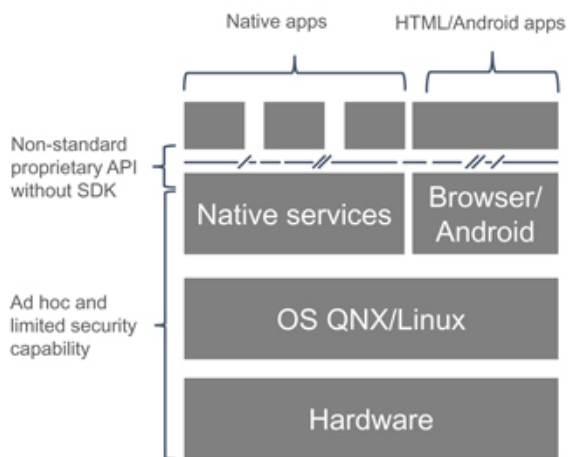 Native apps
HTML/Android apps
Non-standard
proprietary API
without SDK
Native services
Browser/
Android
Ad hoc and
limited security
capability
OS QNX/Linux
Hardware